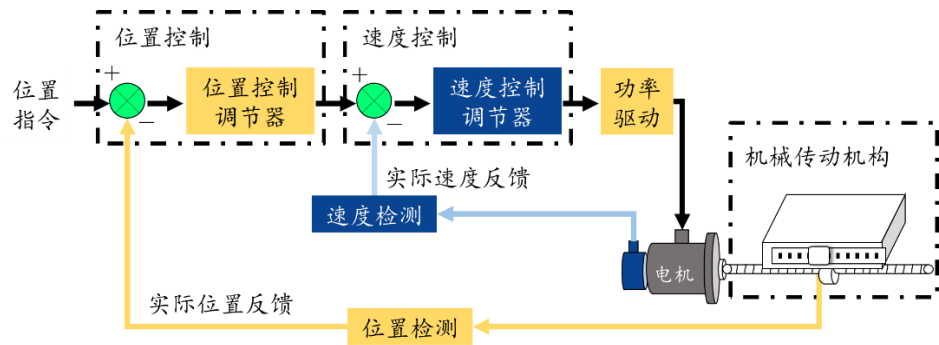 位置控制
速度控制
+
+
位置
指令
位置控制
调节器
速度控制
调节器
功率
驱动
−
−
机械传动机构
实际速度反馈
速度检测
电机
实际位置反馈
位置检测